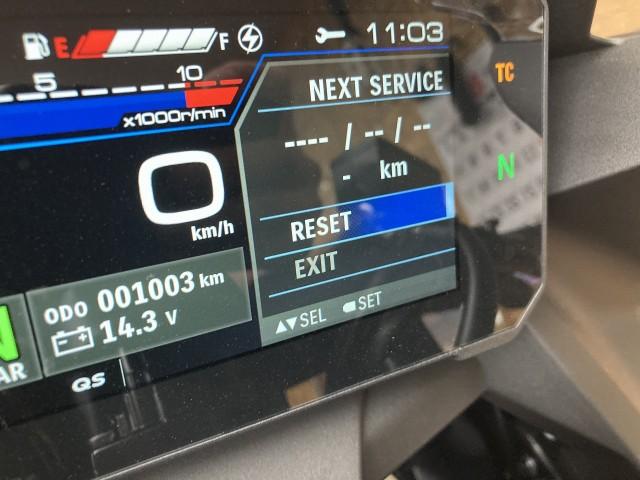 E F 11:03
5 10
x1000r/min
0
km/h
NEXT SERVICE
---- / -- / --
- km
RESET
EXIT
▲▼SEL SET
TC
N
ODO 001003 km
14.3 V
N
AR
QS